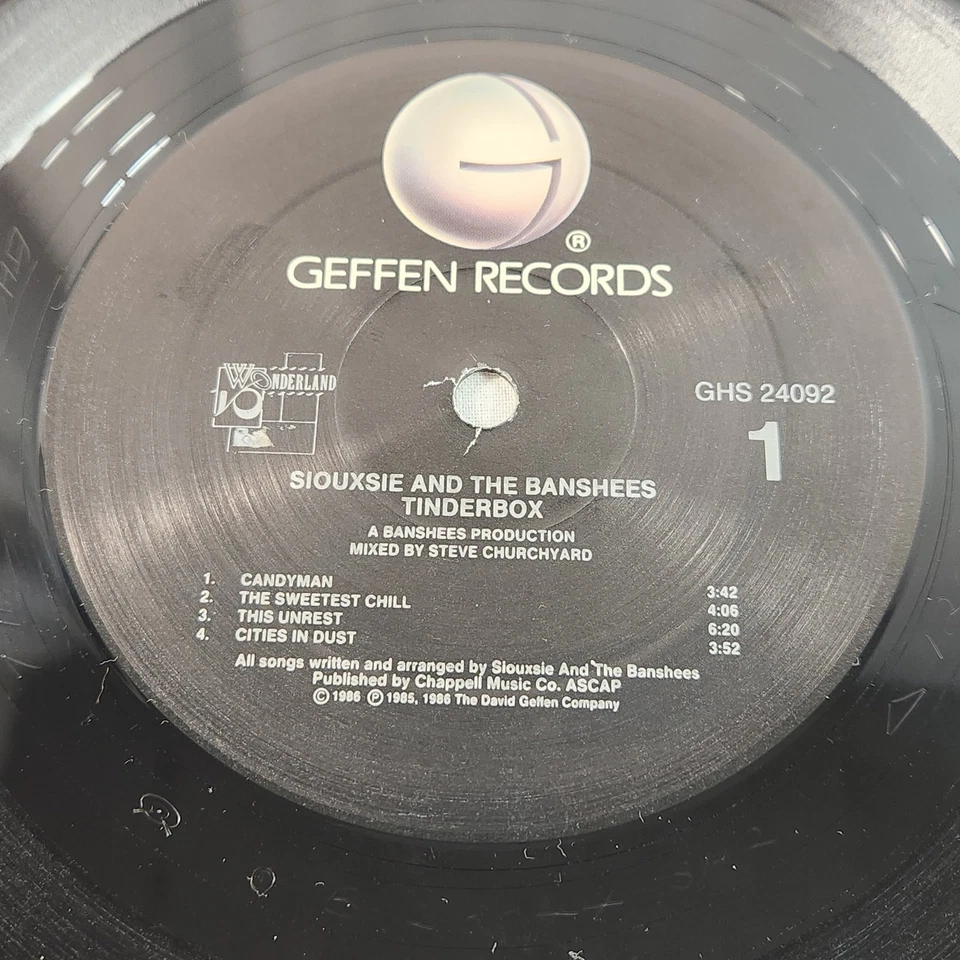 G
®
GEFFEN RECORDS
WONDERLAND
GHS 24092
1
SIOUXSIE AND THE BANSHEES
TINDERBOX
A BANSHEES PRODUCTION
MIXED BY STEVE CHURCHYARD
1. CANDYMAN 3:42
2. THE SWEETEST CHILL 4:06
3. THIS UNREST 6:20
4. CITIES IN DUST 3:52
All songs written and arranged by Siouxsie And The Banshees
Published by Chappell Music Co. ASCAP
© 1986 ℗ 1985, 1986 The David Geffen Company